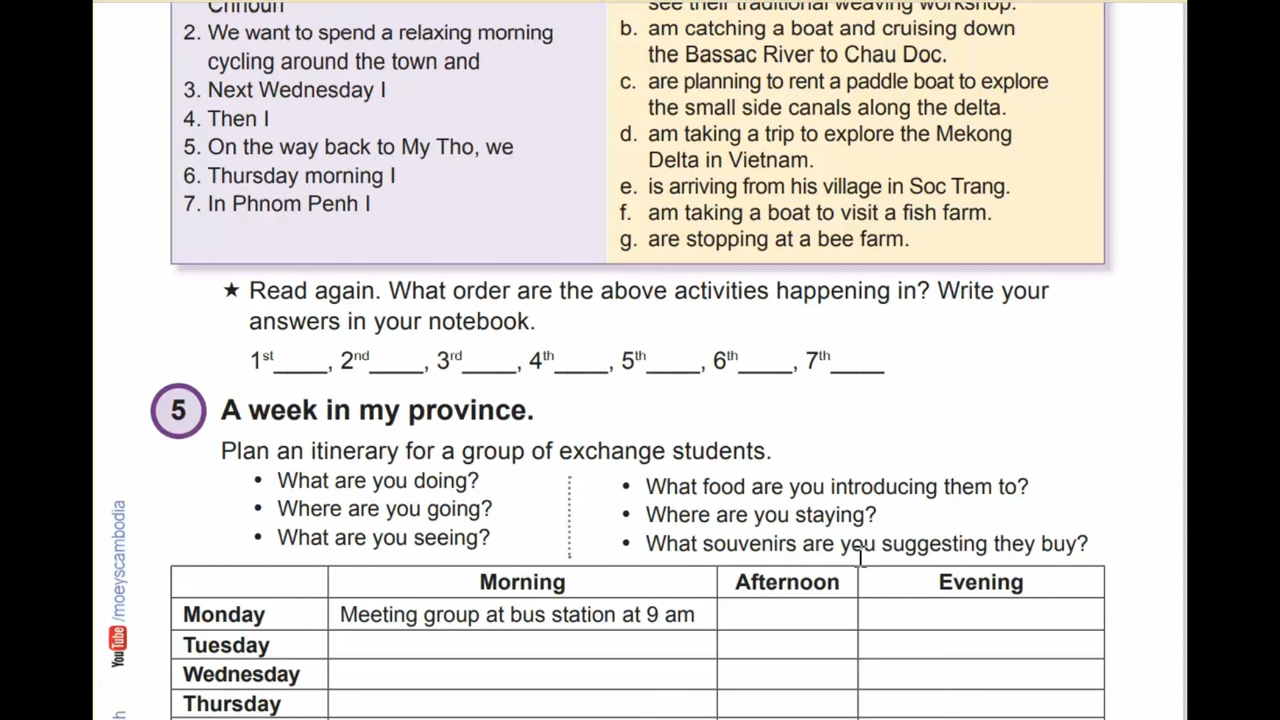 Chhoun
2. We want to spend a relaxing morning
cycling around the town and
3. Next Wednesday I
4. Then I
5. On the way back to My Tho, we
6. Thursday morning I
7. In Phnom Penh I
see their traditional weaving workshop.
b. am catching a boat and cruising down
the Bassac River to Chau Doc.
c. are planning to rent a paddle boat to explore
the small side canals along the delta.
d. am taking a trip to explore the Mekong
Delta in Vietnam.
e. is arriving from his village in Soc Trang.
f. am taking a boat to visit a fish farm.
g. are stopping at a bee farm.
★ Read again. What order are the above activities happening in? Write your
answers in your notebook.
1st____, 2nd____, 3rd____, 4th____, 5th____, 6th____, 7th____
5 A week in my province.
Plan an itinerary for a group of exchange students.
• What are you doing?
• Where are you going?
• What are you seeing?
• What food are you introducing them to?
• Where are you staying?
• What souvenirs are you suggesting they buy?
Morning Afternoon Evening
Monday Meeting group at bus station at 9 am
Tuesday
Wednesday
Thursday
YouTube /moeyscambodia
h